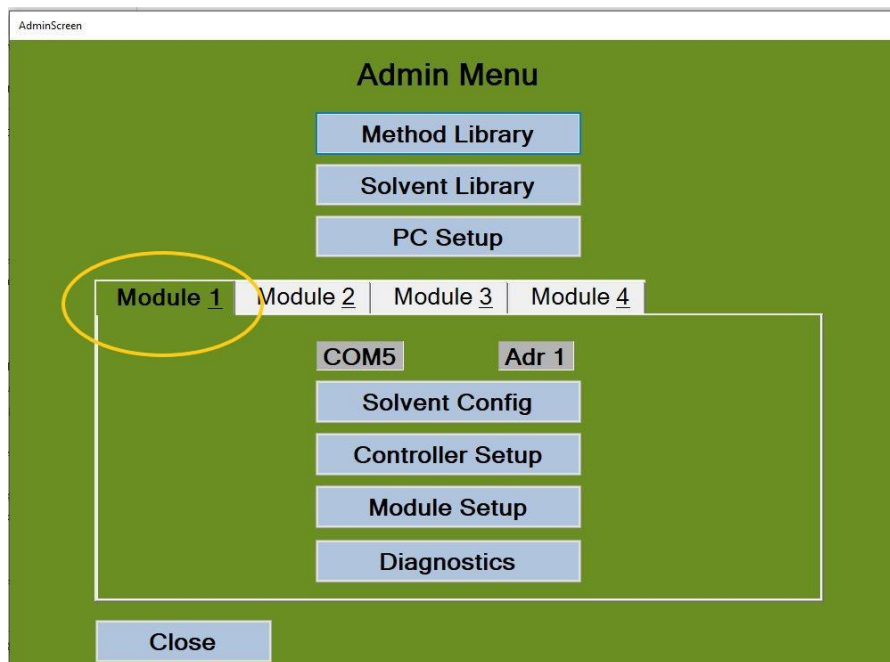 AdminScreen
Admin Menu
Method Library
Solvent Library
PC Setup
Module 1 Module 2 Module 3 Module 4
COM5 Adr 1
Solvent Config
Controller Setup
Module Setup
Diagnostics
Close